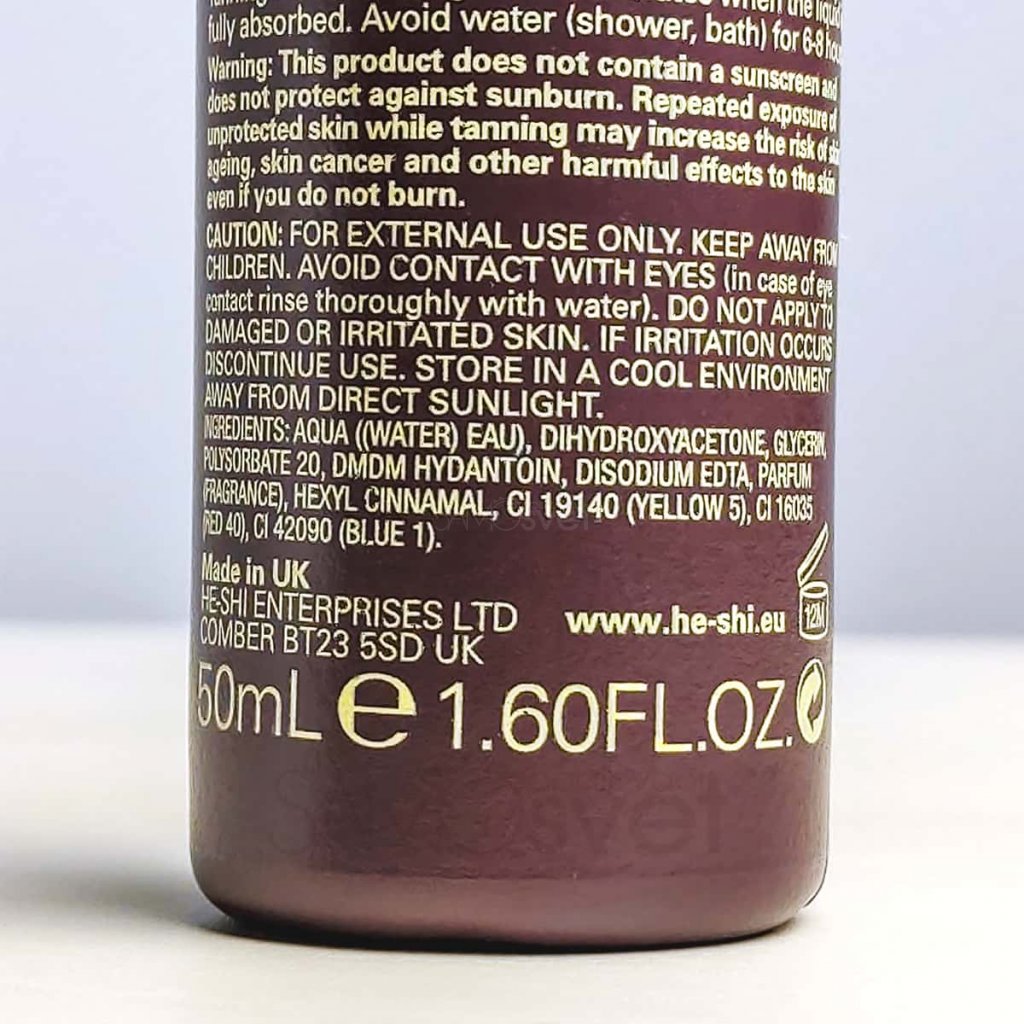 when the liquid
fully absorbed. Avoid water (shower, bath) for 6-8 hou
Warning: This product does not contain a sunscreen and
does not protect against sunburn. Repeated exposure of
unprotected skin while tanning may increase the risk of ski
ageing, skin cancer and other harmful effects to the skin
even if you do not burn.
CAUTION: FOR EXTERNAL USE ONLY. KEEP AWAY FROM
CHILDREN. AVOID CONTACT WITH EYES (in case of eye
contact rinse thoroughly with water). DO NOT APPLY TO
DAMAGED OR IRRITATED SKIN. IF IRRITATION OCCURS
DISCONTINUE USE. STORE IN A COOL ENVIRONMENT
AWAY FROM DIRECT SUNLIGHT.
INGREDIENTS: AQUA ((WATER) EAU), DIHYDROXYACETONE, GLYCERIN,
POLYSORBATE 20, DMDM HYDANTOIN, DISODIUM EDTA, PARFUM
(FRAGRANCE), HEXYL CINNAMAL, CI 19140 (YELLOW 5), CI 16035
(RED 40), CI 42090 (BLUE 1).
Made in UK
HE-SHI ENTERPRISES LTD
COMBER BT23 5SD UK
www.he-shi.eu
12M
50mL e 1.60FL.OZ.